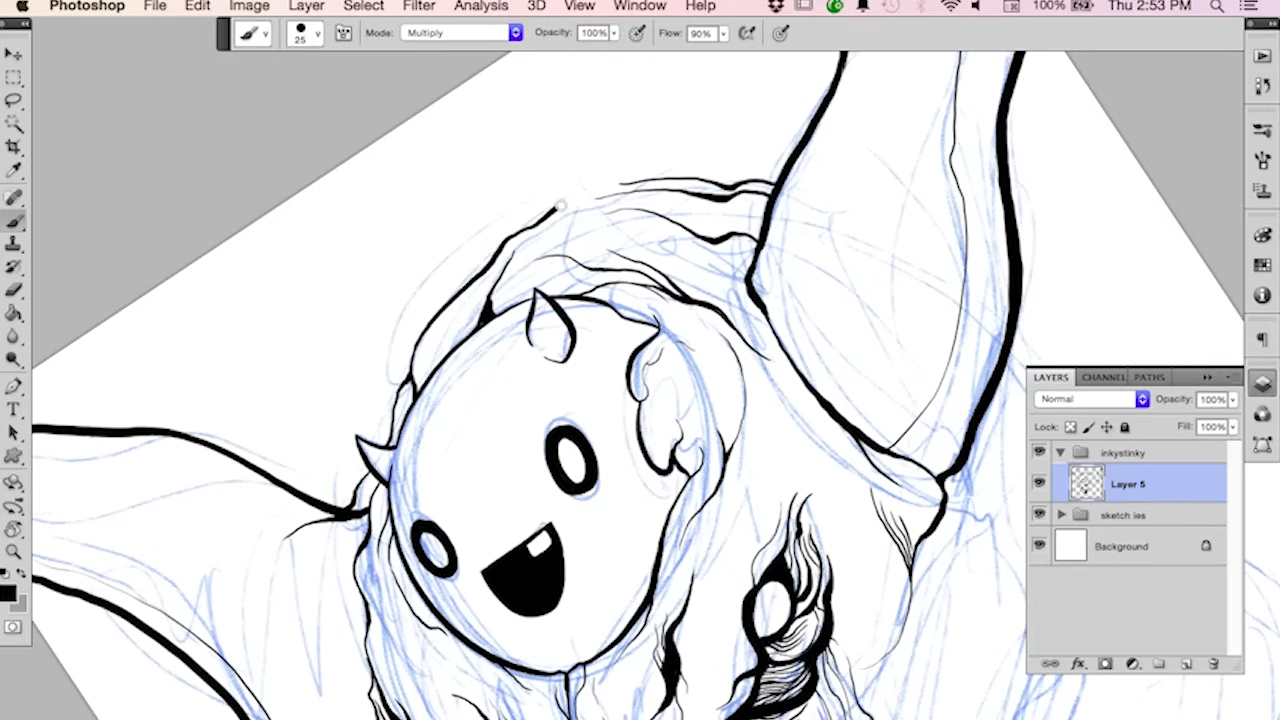 Photoshop File Edit Image Layer Select Filter Analysis 3D View Window Help 100% Thu 2:53 PM
25 Mode: Multiply Opacity: 100% Flow: 90%
LAYERS CHANNEL PATHS
Normal Opacity: 100%
Lock: Fill: 100%
inkystinky
Layer 5
sketch ies
Background